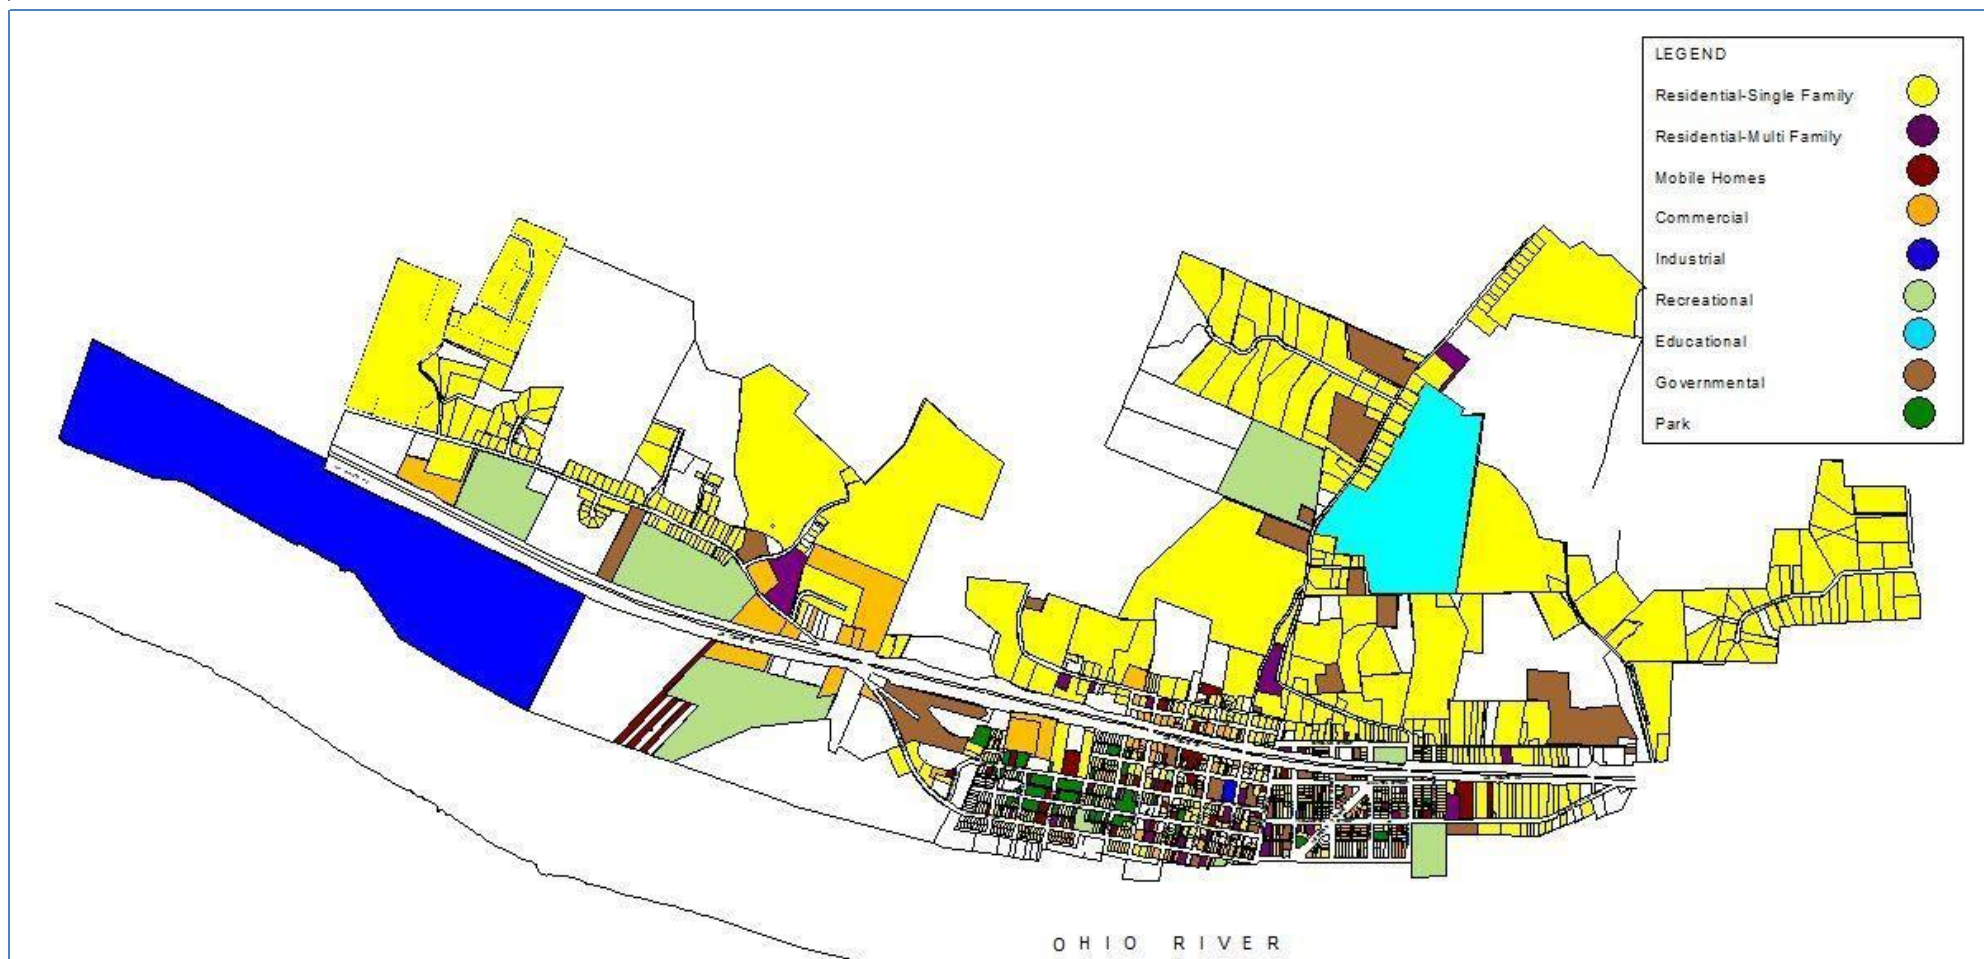 LEGEND
Residential-Single Family
Residential-Multi Family
Mobile Homes
Commercial
Industrial
Recreational
Educational
Governmental
Park
OHIO RIVER